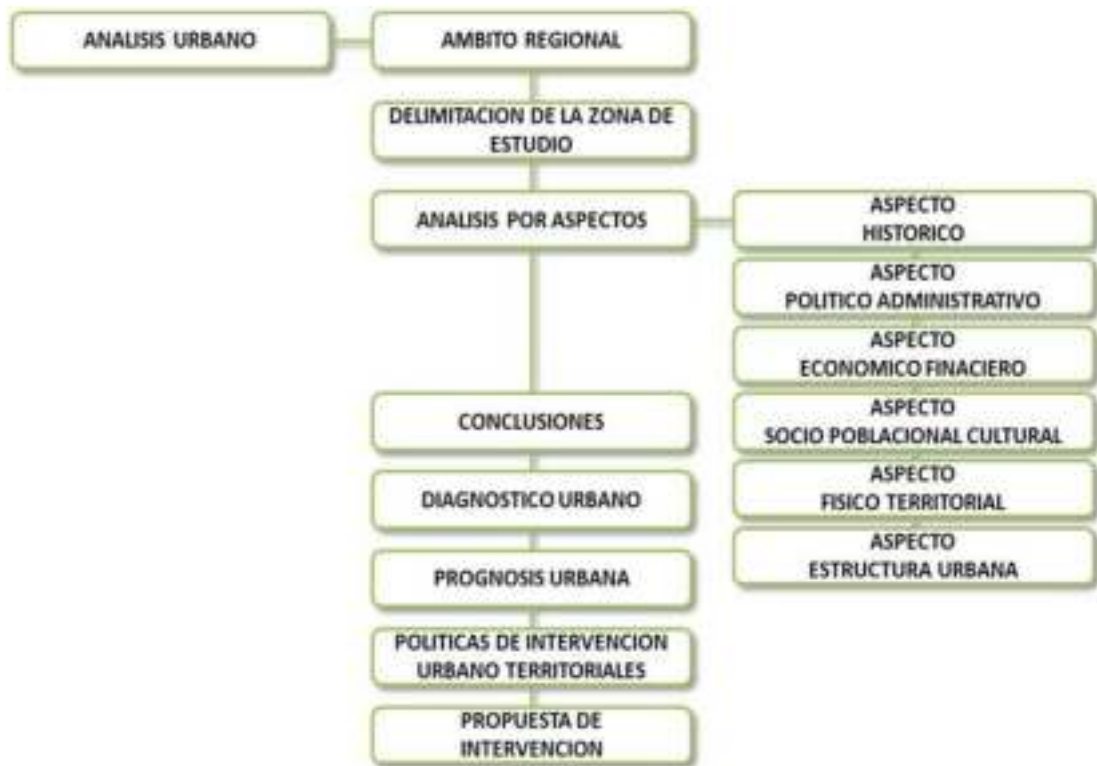 ANALISIS URBANO
AMBITO REGIONAL
DELIMITACION DE LA ZONA DE
ESTUDIO
ANALISIS POR ASPECTOS
ASPECTO
HISTORICO
ASPECTO
POLITICO ADMINISTRATIVO
ASPECTO
ECONOMICO FINACIERO
ASPECTO
SOCIO POBLACIONAL CULTURAL
ASPECTO
FISICO TERRITORIAL
ASPECTO
ESTRUCTURA URBANA
CONCLUSIONES
DIAGNOSTICO URBANO
PROGNOSIS URBANA
POLITICAS DE INTERVENCION
URBANO TERRITORIALES
PROPUESTA DE
INTERVENCION